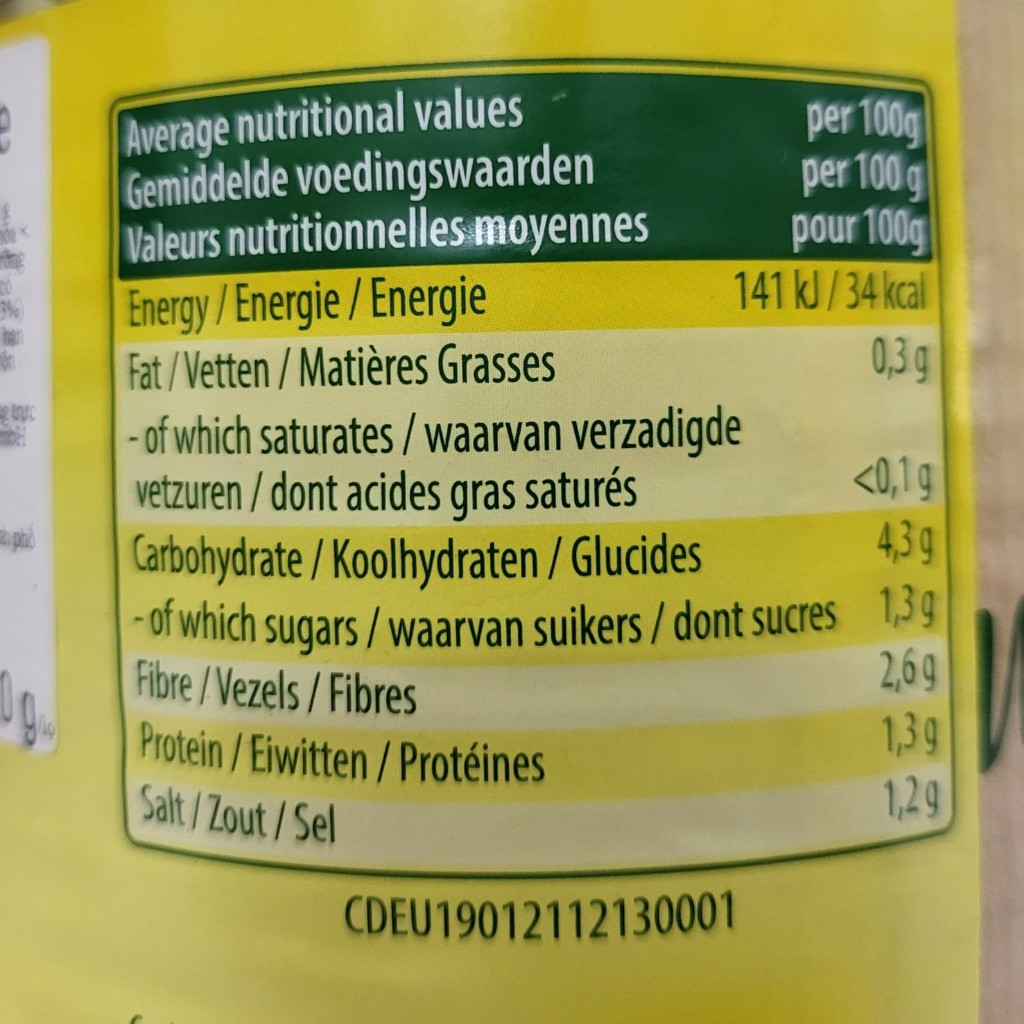 Average nutritional values per 100g
Gemiddelde voedingswaarden per 100 g
Valeurs nutritionnelles moyennes pour 100g
Energy / Energie / Energie 141 kJ / 34 kcal
Fat / Vetten / Matières Grasses 0,3 g
- of which saturates / waarvan verzadigde
vetzuren / dont acides gras saturés <0,1 g
Carbohydrate / Koolhydraten / Glucides 4,3 g
- of which sugars / waarvan suikers / dont sucres 1,3 g
Fibre / Vezels / Fibres 2,6 g
Protein / Eiwitten / Protéines 1,3 g
Salt / Zout / Sel 1,2 g
CDEU19012112130001